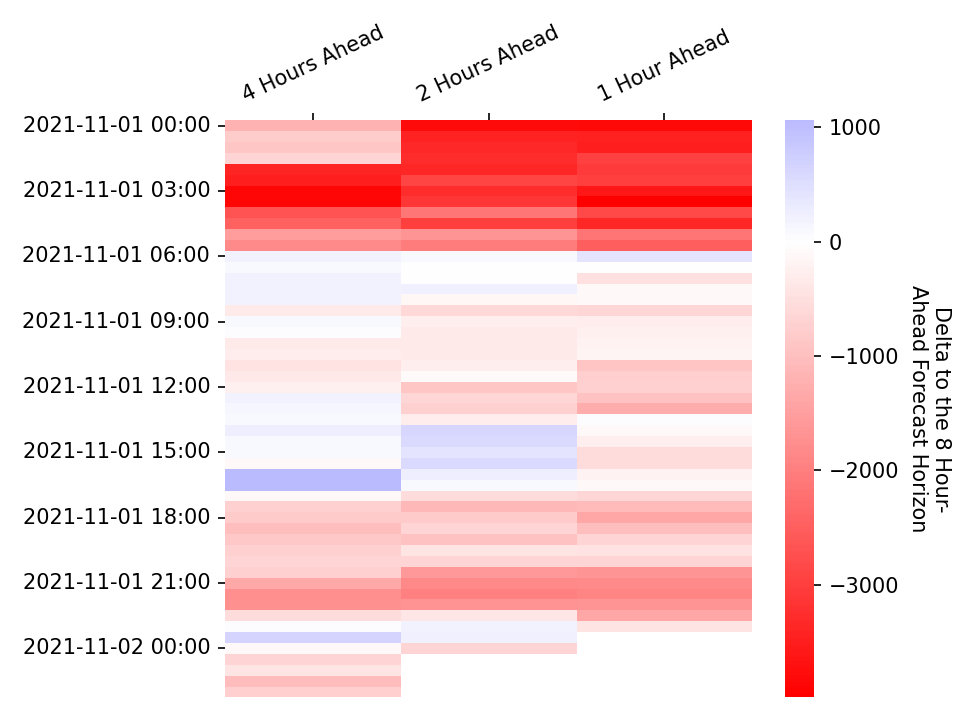 4 Hours Ahead
2 Hours Ahead
1 Hour Ahead
2021-11-01 00:00
2021-11-01 03:00
2021-11-01 06:00
2021-11-01 09:00
2021-11-01 12:00
2021-11-01 15:00
2021-11-01 18:00
2021-11-01 21:00
2021-11-02 00:00
1000
0
−1000
−2000
−3000
Delta to the 8 Hour-
Ahead Forecast Horizon